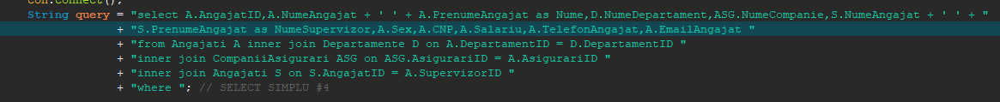 con.connect();
String query = "select A.AngajatID,A.NumeAngajat + ' ' + A.PrenumeAngajat as Nume,D.NumeDepartament,ASG.NumeCompanie,S.NumeAngajat + ' ' + "
+ "S.PrenumeAngajat as NumeSupervizor,A.Sex,A.CNP,A.Salariu,A.TelefonAngajat,A.EmailAngajat "
+ "from Angajati A inner join Departamente D on A.DepartamentID = D.DepartamentID "
+ "inner join CompaniiAsigurari ASG on ASG.AsigurariID = A.AsigurariID "
+ "inner join Angajati S on S.AngajatID = A.SupervizorID "
+ "where "; // SELECT SIMPLU #4